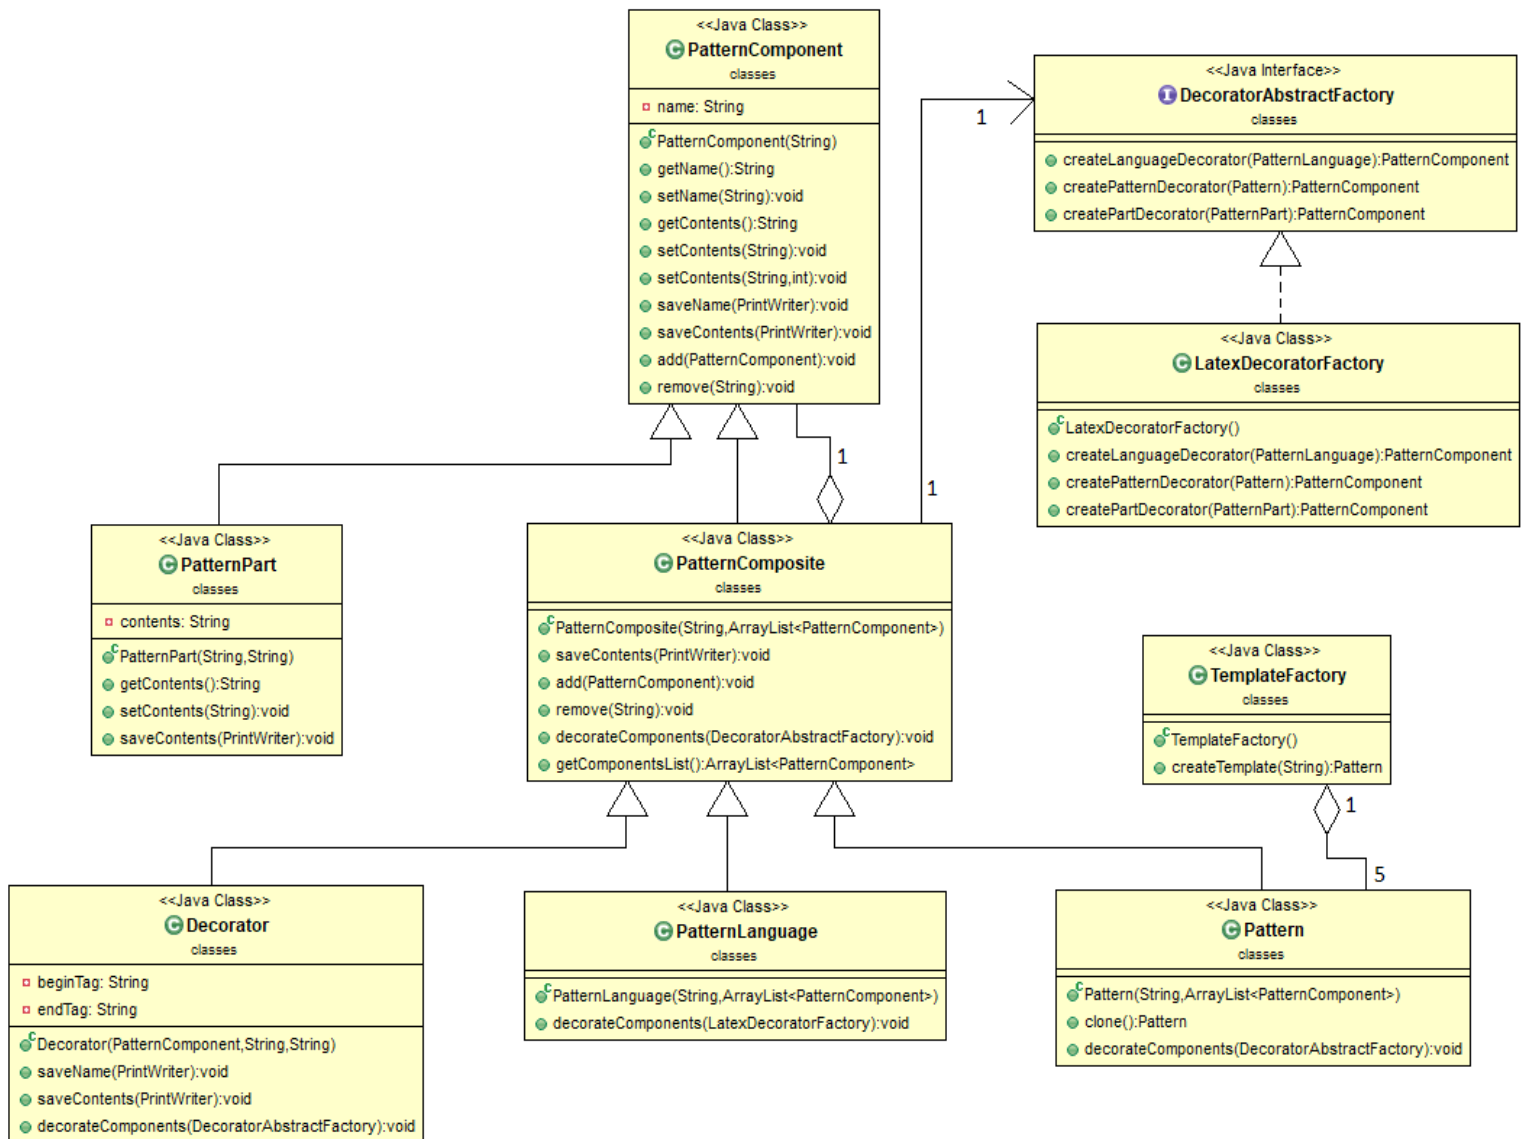 <<Java Class>>
PatternComponent
classes
name: String
PatternComponent(String)
getName():String
setName(String):void
getContents():String
setContents(String):void
setContents(String,int):void
saveName(PrintWriter):void
saveContents(PrintWriter):void
add(PatternComponent):void
remove(String):void
<<Java Interface>>
DecoratorAbstractFactory
classes
createLanguageDecorator(PatternLanguage):PatternComponent
createPatternDecorator(Pattern):PatternComponent
createPartDecorator(PatternPart):PatternComponent
1
<<Java Class>>
LatexDecoratorFactory
classes
LatexDecoratorFactory()
createLanguageDecorator(PatternLanguage):PatternComponent
createPatternDecorator(Pattern):PatternComponent
createPartDecorator(PatternPart):PatternComponent
1
1
<<Java Class>>
PatternPart
classes
contents: String
PatternPart(String,String)
getContents():String
setContents(String):void
saveContents(PrintWriter):void
<<Java Class>>
PatternComposite
classes
PatternComposite(String,ArrayList<PatternComponent>)
saveContents(PrintWriter):void
add(PatternComponent):void
remove(String):void
decorateComponents(DecoratorAbstractFactory):void
getComponentsList():ArrayList<PatternComponent>
<<Java Class>>
TemplateFactory
classes
TemplateFactory()
createTemplate(String):Pattern
1
5
<<Java Class>>
Decorator
classes
beginTag: String
endTag: String
Decorator(PatternComponent,String,String)
saveName(PrintWriter):void
saveContents(PrintWriter):void
decorateComponents(DecoratorAbstractFactory):void
<<Java Class>>
PatternLanguage
classes
PatternLanguage(String,ArrayList<PatternComponent>)
decorateComponents(LatexDecoratorFactory):void
<<Java Class>>
Pattern
classes
Pattern(String,ArrayList<PatternComponent>)
clone():Pattern
decorateComponents(DecoratorAbstractFactory):void